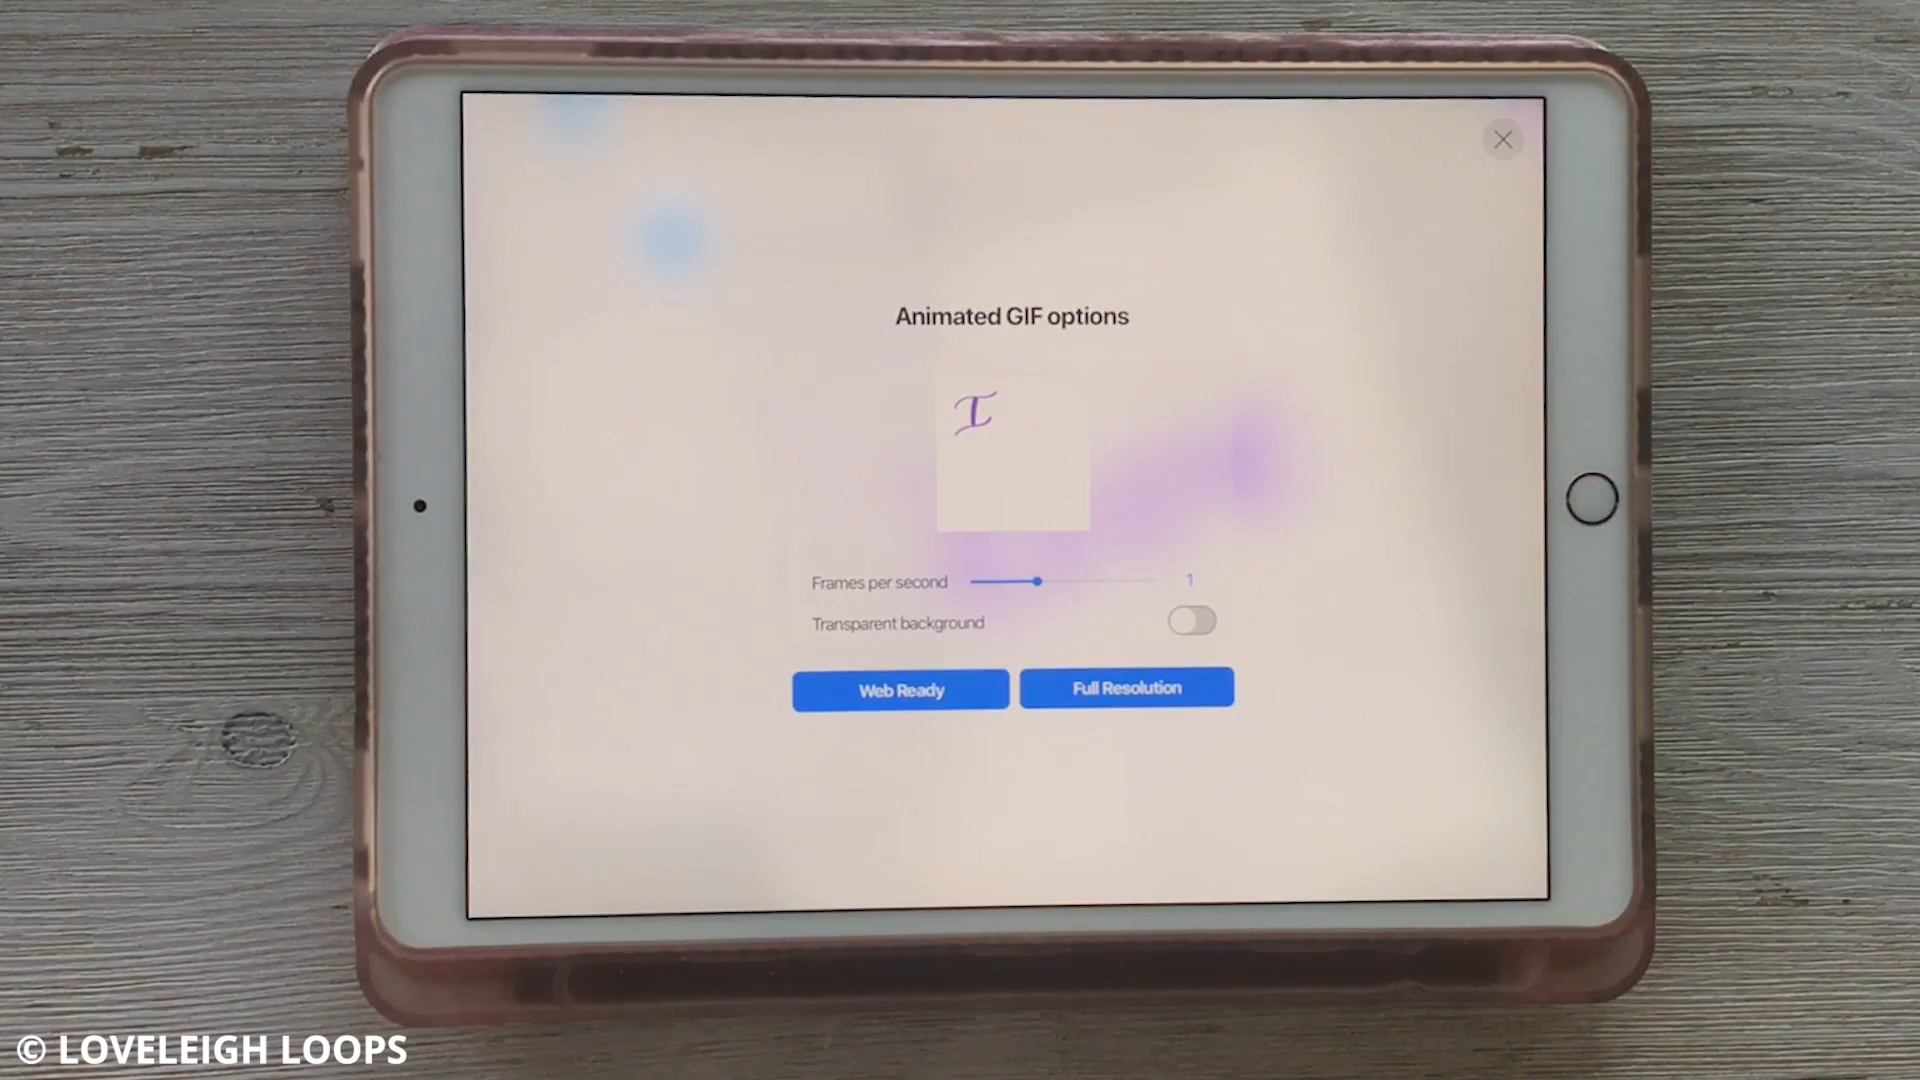 Animated GIF options
I
Frames per second 1
Transparent background
Web Ready Full Resolution
© LOVELEIGH LOOPS